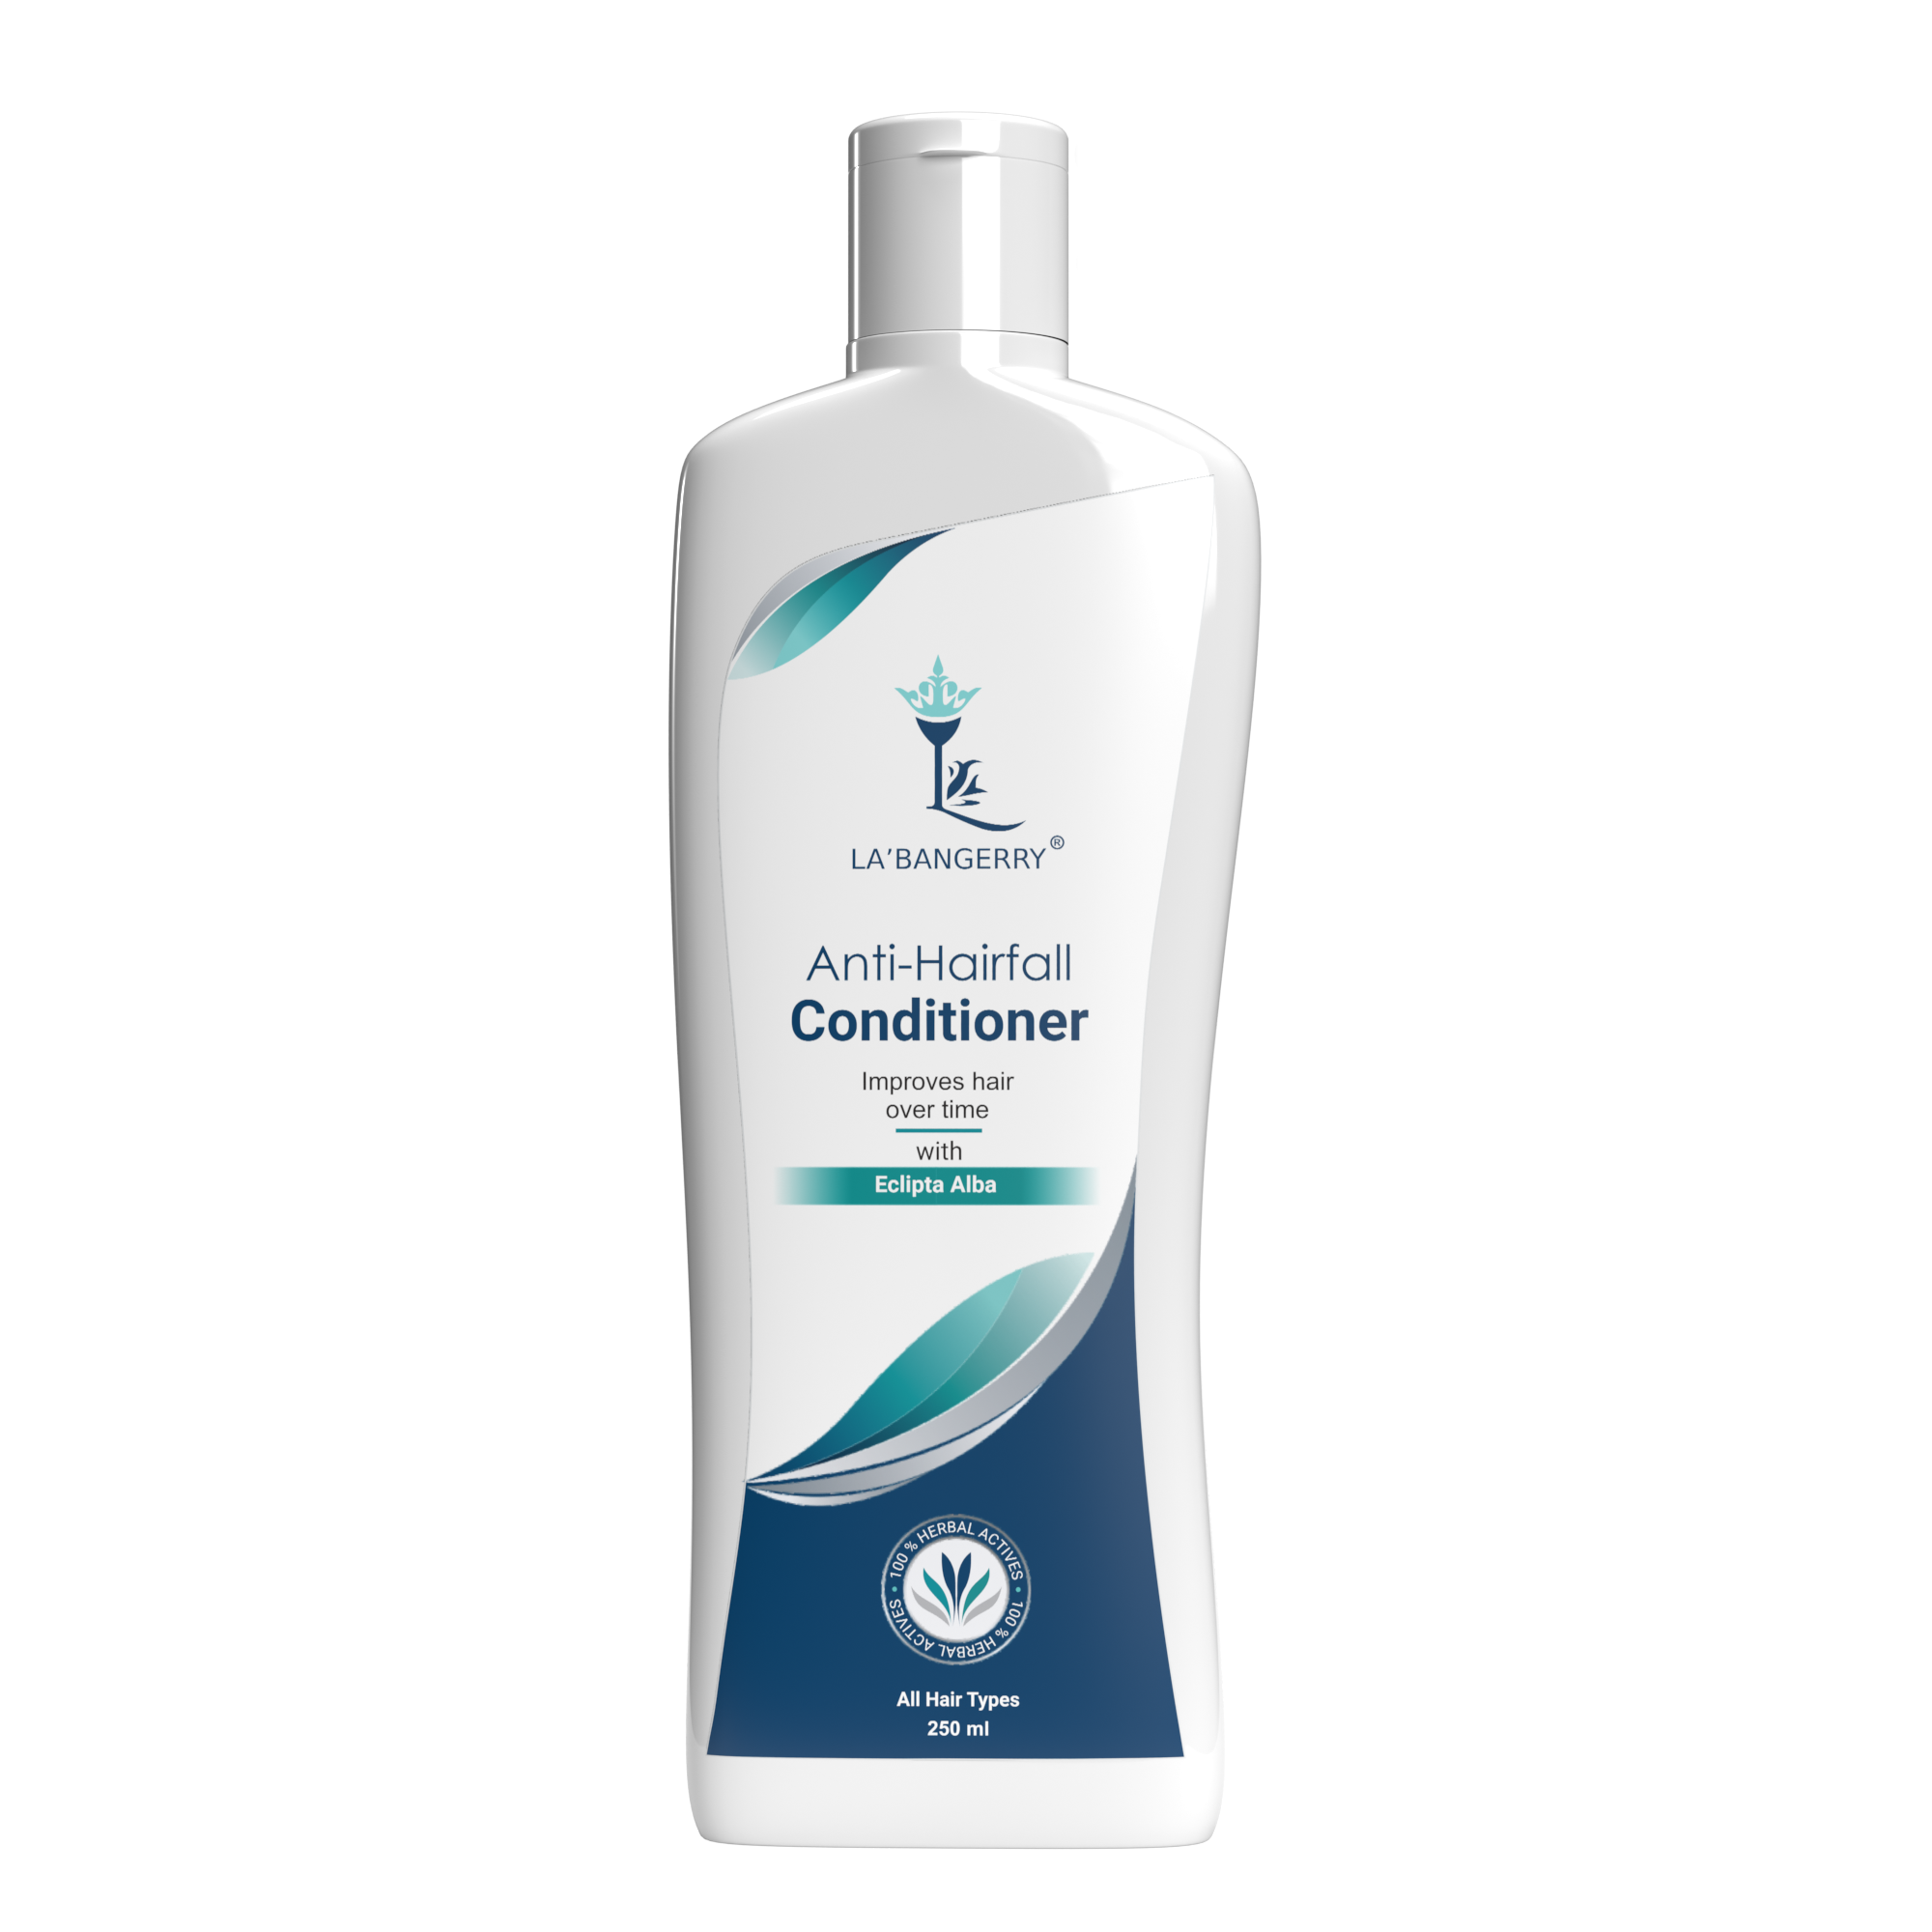 LA'BANGERRY®
Anti-Hairfall
Conditioner
Improves hair
over time
with
Eclipta Alba
100 % HERBAL ACTIVES • 100 % HERBAL ACTIVES •
All Hair Types
250 ml